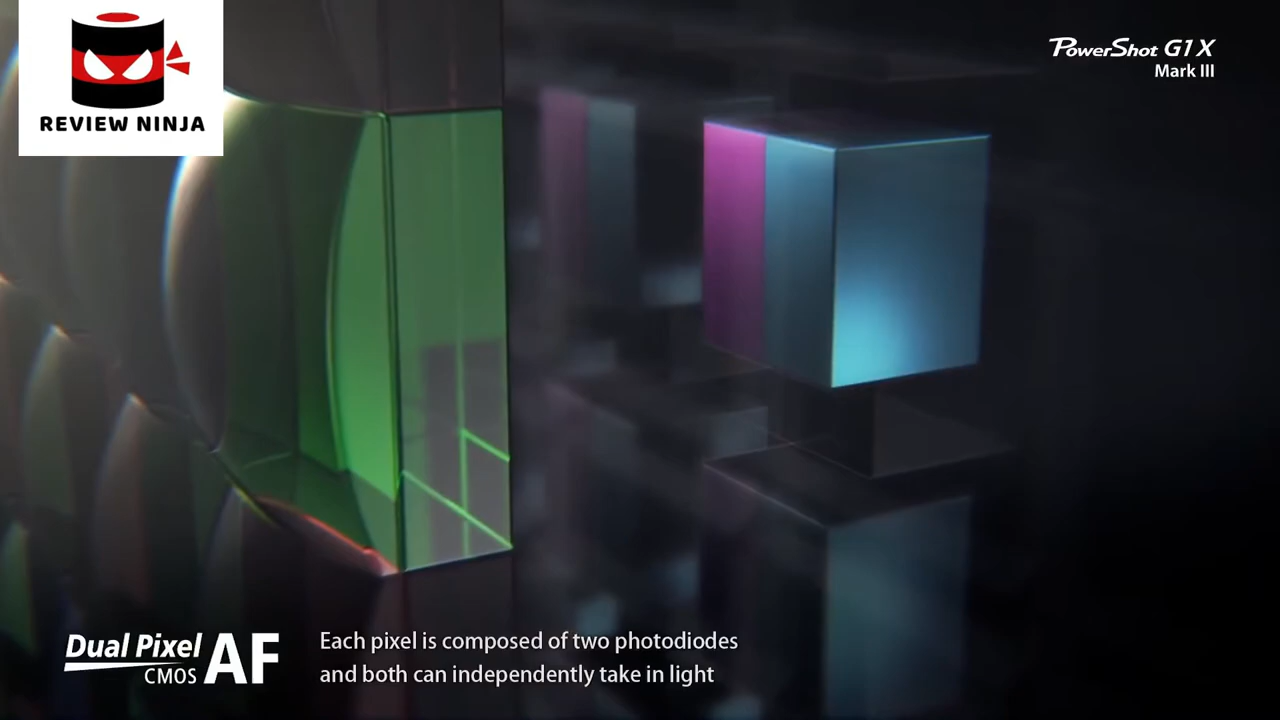 REVIEW NINJA
PowerShot G1 X
Mark III
Dual Pixel
CMOS AF
Each pixel is composed of two photodiodes
and both can independently take in light